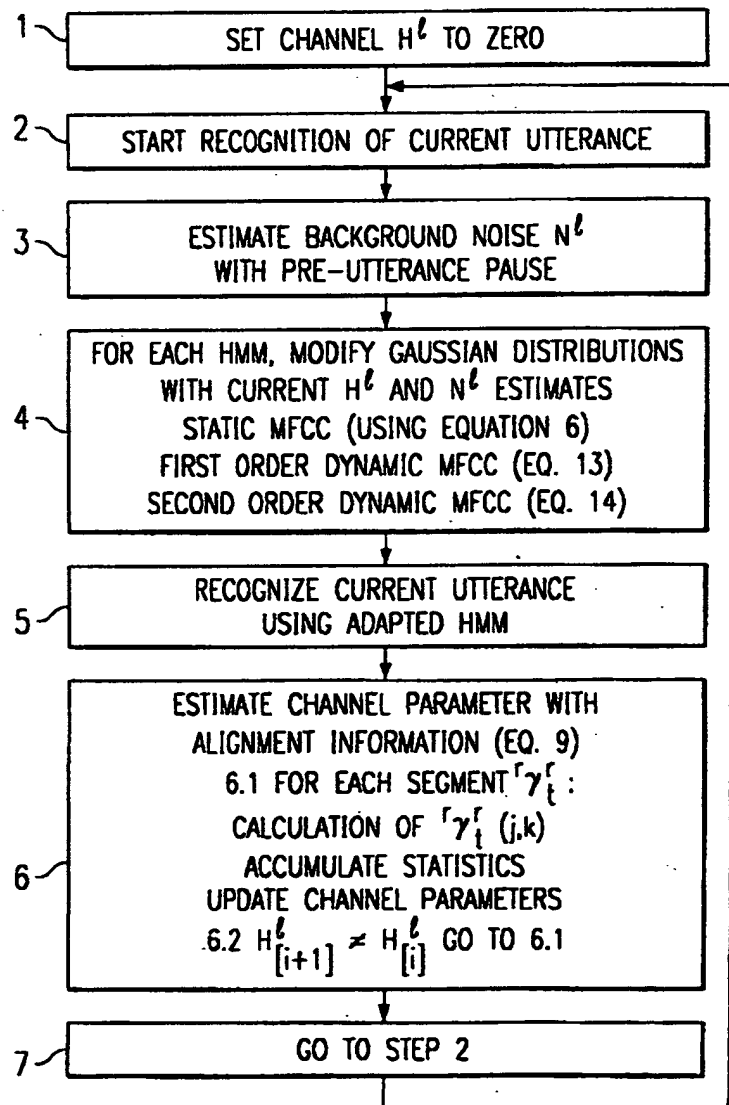 1
SET CHANNEL Hˡ TO ZERO
2
START RECOGNITION OF CURRENT UTTERANCE
3
ESTIMATE BACKGROUND NOISE Nˡ
WITH PRE-UTTERANCE PAUSE
4
FOR EACH HMM, MODIFY GAUSSIAN DISTRIBUTIONS
WITH CURRENT Hˡ AND Nˡ ESTIMATES
STATIC MFCC (USING EQUATION 6)
FIRST ORDER DYNAMIC MFCC (EQ. 13)
SECOND ORDER DYNAMIC MFCC (EQ. 14)
5
RECOGNIZE CURRENT UTTERANCE
USING ADAPTED HMM
6
ESTIMATE CHANNEL PARAMETER WITH
ALIGNMENT INFORMATION (EQ. 9)
6.1 FOR EACH SEGMENT ʳγₜʳ :
CALCULATION OF ʳγₜʳ (j,k)
ACCUMULATE STATISTICS
UPDATE CHANNEL PARAMETERS
6.2 Hˡ[i+1] ≠ Hˡ[i] GO TO 6.1
7
GO TO STEP 2